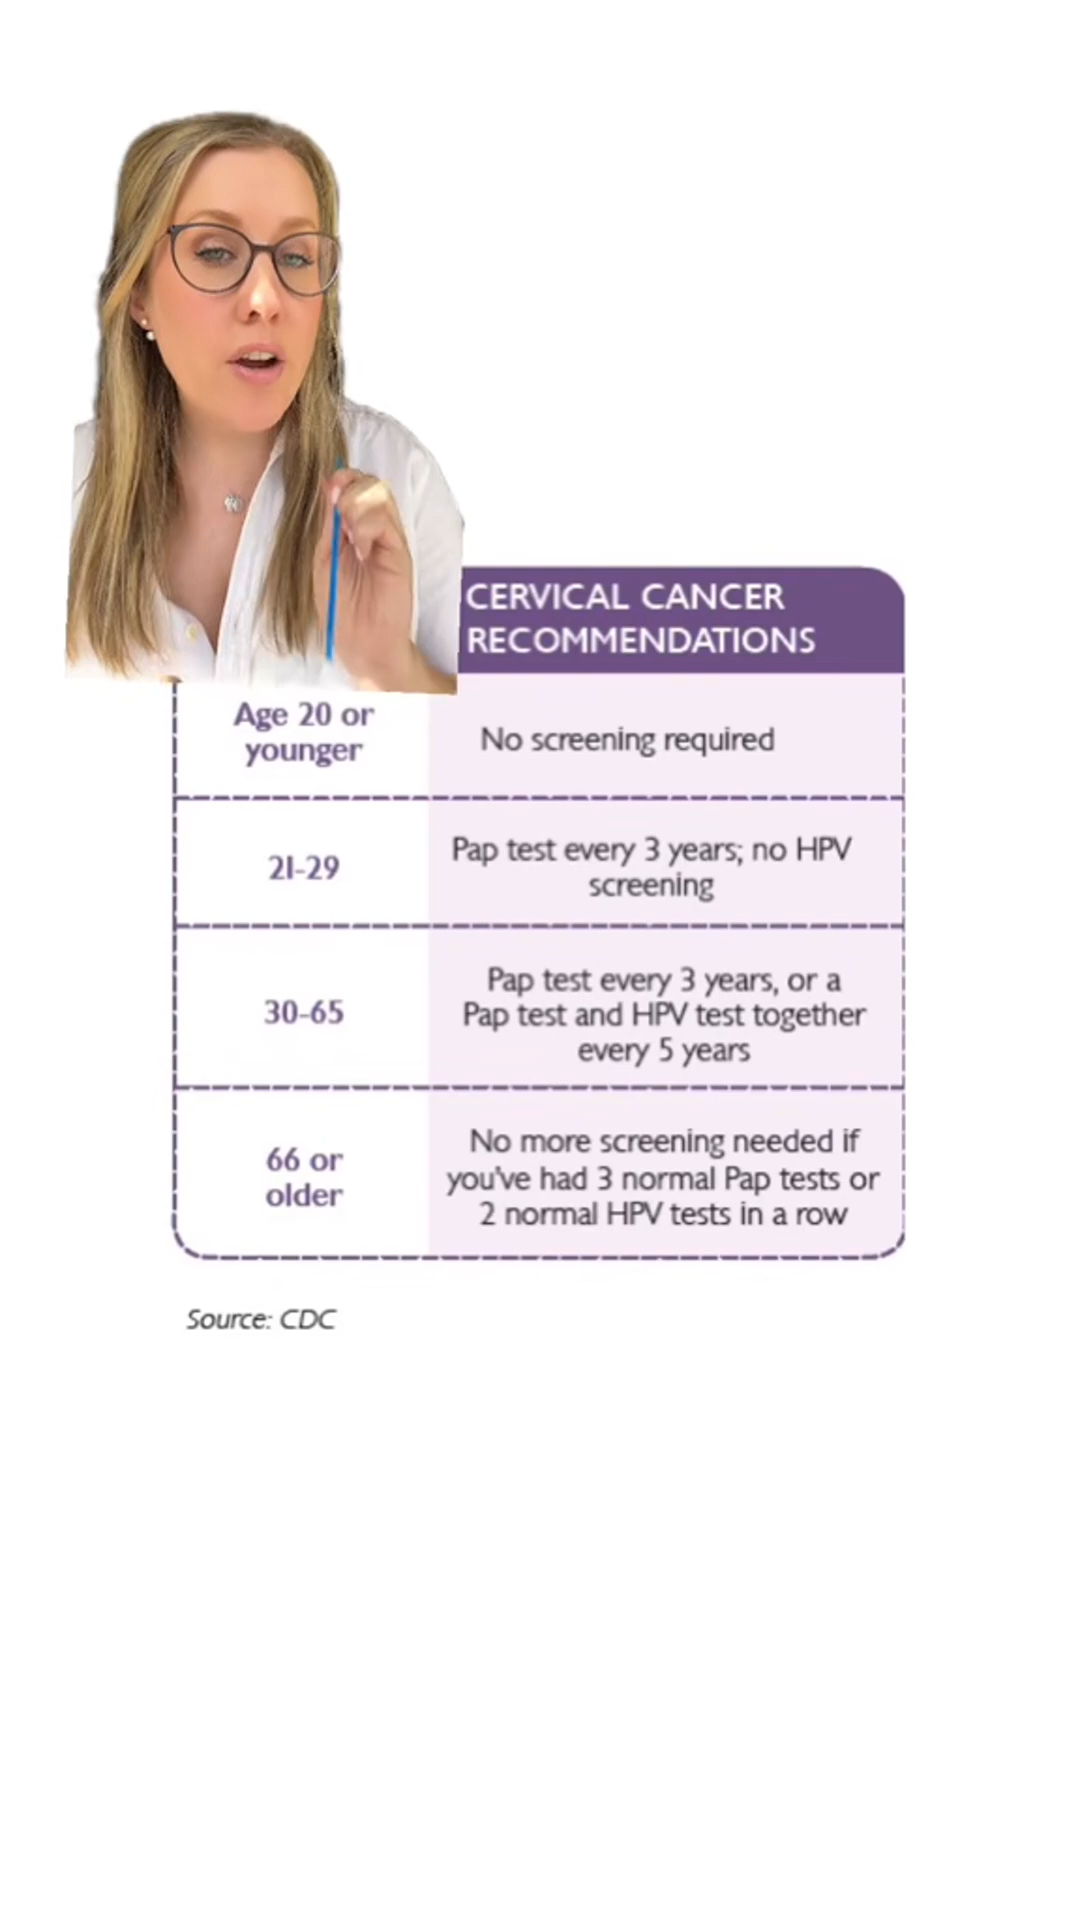 CERVICAL CANCER
RECOMMENDATIONS
Age 20 or
younger
No screening required
21-29
Pap test every 3 years; no HPV
screening
30-65
Pap test every 3 years, or a
Pap test and HPV test together
every 5 years
66 or
older
No more screening needed if
you've had 3 normal Pap tests or
2 normal HPV tests in a row
Source: CDC